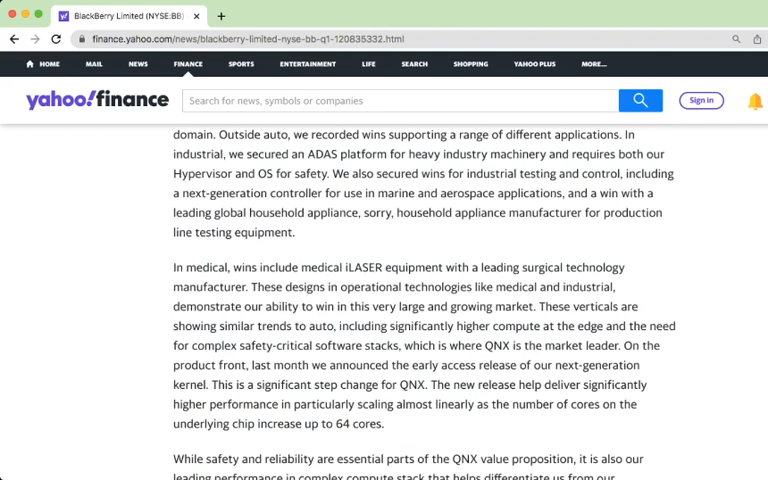 BlackBerry Limited (NYSE:BB)
finance.yahoo.com/news/blackberry-limited-nyse-bb-q1-120835332.html
HOME MAIL NEWS FINANCE SPORTS ENTERTAINMENT LIFE SEARCH SHOPPING YAHOO PLUS MORE...
yahoo!finance Search for news, symbols or companies Sign in
domain. Outside auto, we recorded wins supporting a range of different applications. In
industrial, we secured an ADAS platform for heavy industry machinery and requires both our
Hypervisor and OS for safety. We also secured wins for industrial testing and control, including
a next-generation controller for use in marine and aerospace applications, and a win with a
leading global household appliance, sorry, household appliance manufacturer for production
line testing equipment.
In medical, wins include medical iLASER equipment with a leading surgical technology
manufacturer. These designs in operational technologies like medical and industrial,
demonstrate our ability to win in this very large and growing market. These verticals are
showing similar trends to auto, including significantly higher compute at the edge and the need
for complex safety-critical software stacks, which is where QNX is the market leader. On the
product front, last month we announced the early access release of our next-generation
kernel. This is a significant step change for QNX. The new release help deliver significantly
higher performance in particularly scaling almost linearly as the number of cores on the
underlying chip increase up to 64 cores.
While safety and reliability are essential parts of the QNX value proposition, it is also our
leading performance in complex compute stack that helps differentiate us from our